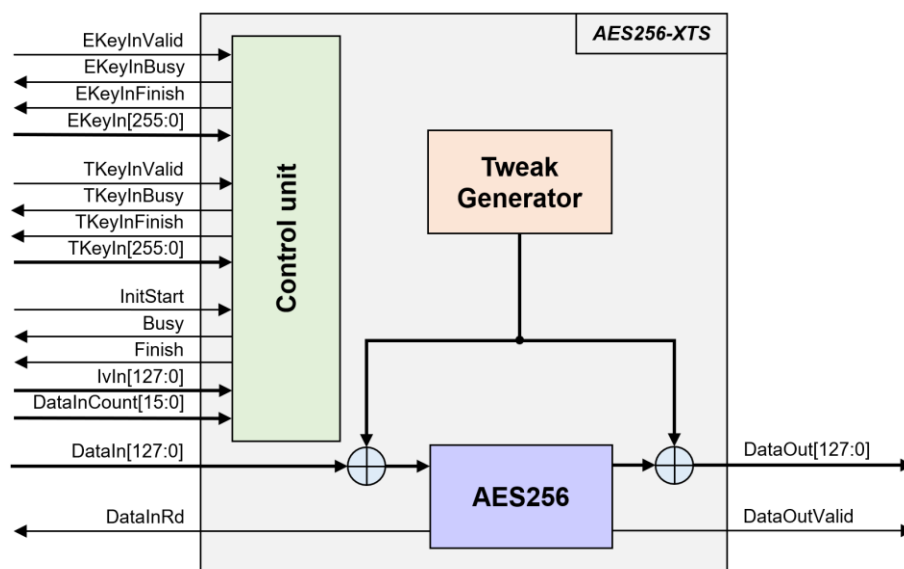 AES256-XTS
EKeyInValid
EKeyInBusy
EKeyInFinish
EKeyIn[255:0]
TKeyInValid
TKeyInBusy
TKeyInFinish
TKeyIn[255:0]
InitStart
Busy
Finish
IvIn[127:0]
DataInCount[15:0]
DataIn[127:0]
DataInRd
Control unit
Tweak
Generator
AES256
DataOut[127:0]
DataOutValid